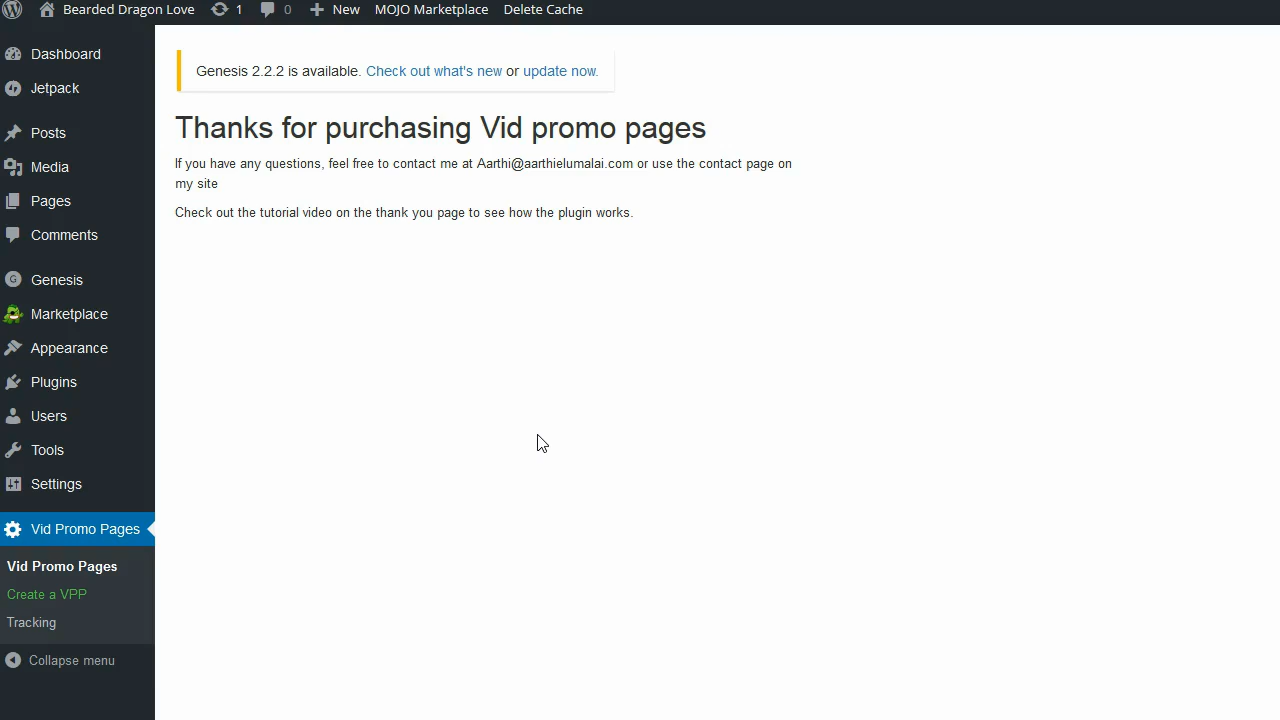 Bearded Dragon Love 1 0 New MOJO Marketplace Delete Cache
Dashboard
Jetpack
Posts
Media
Pages
Comments
Genesis
Marketplace
Appearance
Plugins
Users
Tools
Settings
Vid Promo Pages
Vid Promo Pages
Create a VPP
Tracking
Collapse menu
Genesis 2.2.2 is available. Check out what's new or update now.
Thanks for purchasing Vid promo pages
If you have any questions, feel free to contact me at Aarthi@aarthielumalai.com or use the contact page on
my site
Check out the tutorial video on the thank you page to see how the plugin works.